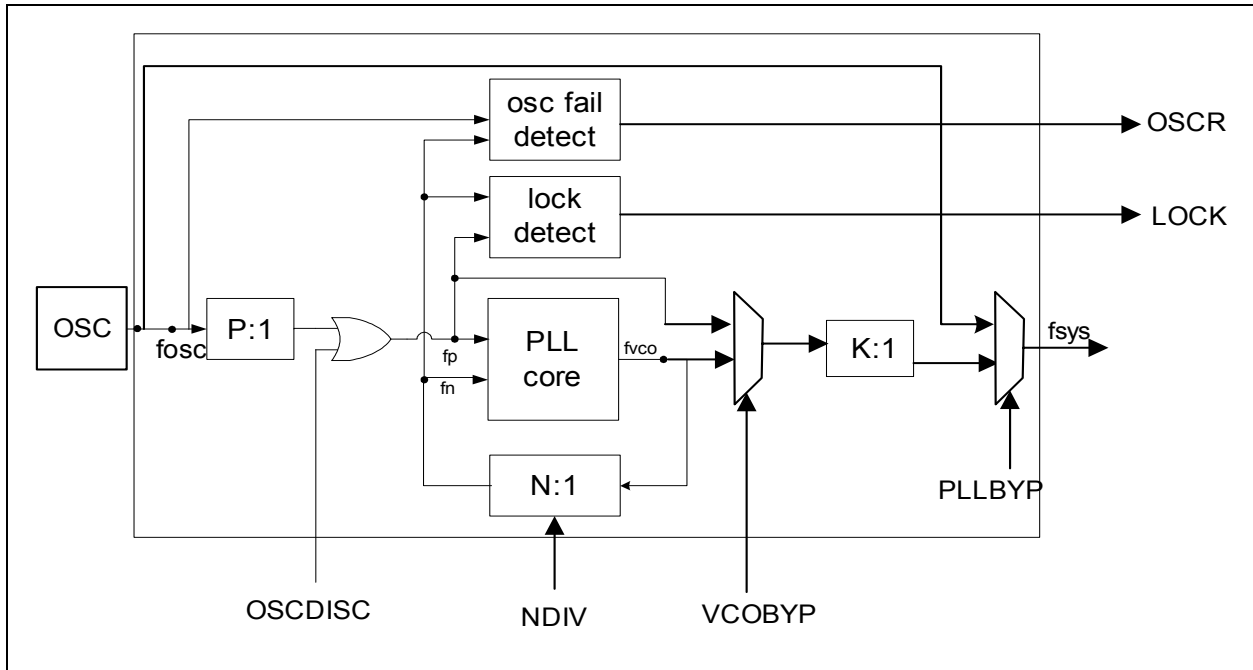 osc fail
detect
OSCR
lock
detect
LOCK
OSC
fosc
P:1
fp
fn
PLL
core
fvco
K:1
fsys
N:1
PLLBYP
OSCDISC
NDIV
VCOBYP